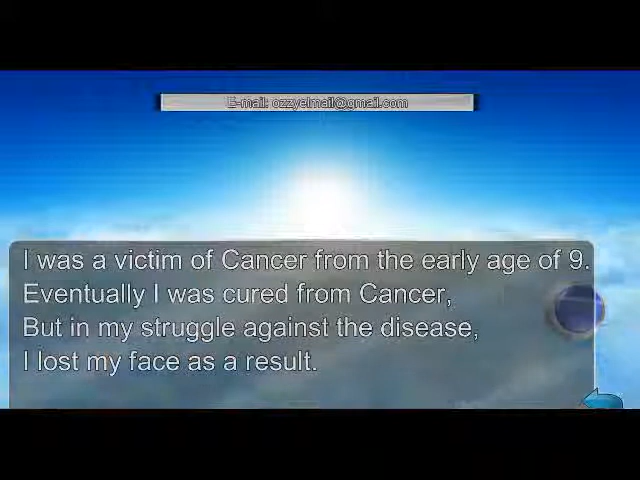 E-mail: ozzyelmail@gmail.com
I was a victim of Cancer from the early age of 9.
Eventually I was cured from Cancer,
But in my struggle against the disease,
I lost my face as a result.